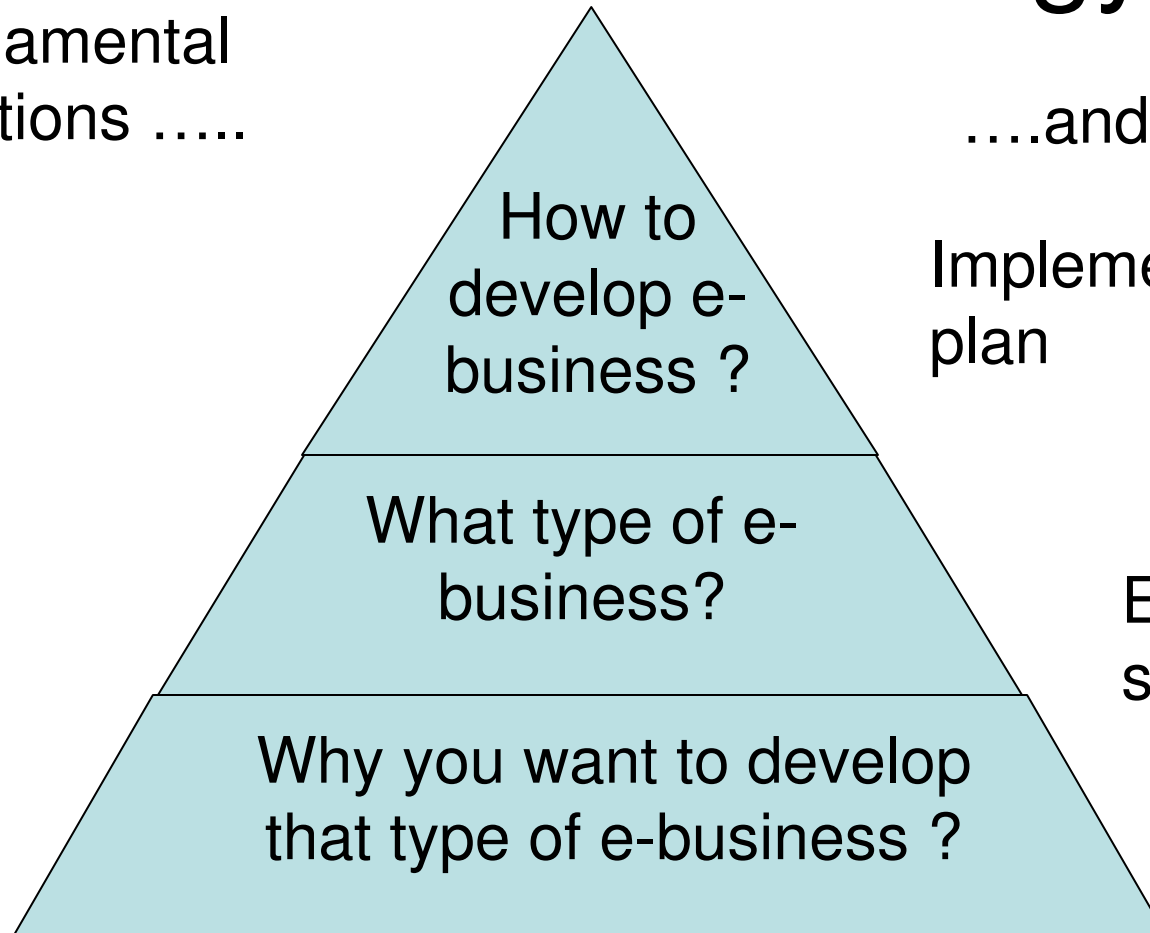 gy
amental
tions …..
….and
How to
develop e-
business ?
Impleme
plan
What type of e-
business?
E
s
Why you want to develop
that type of e-business ?